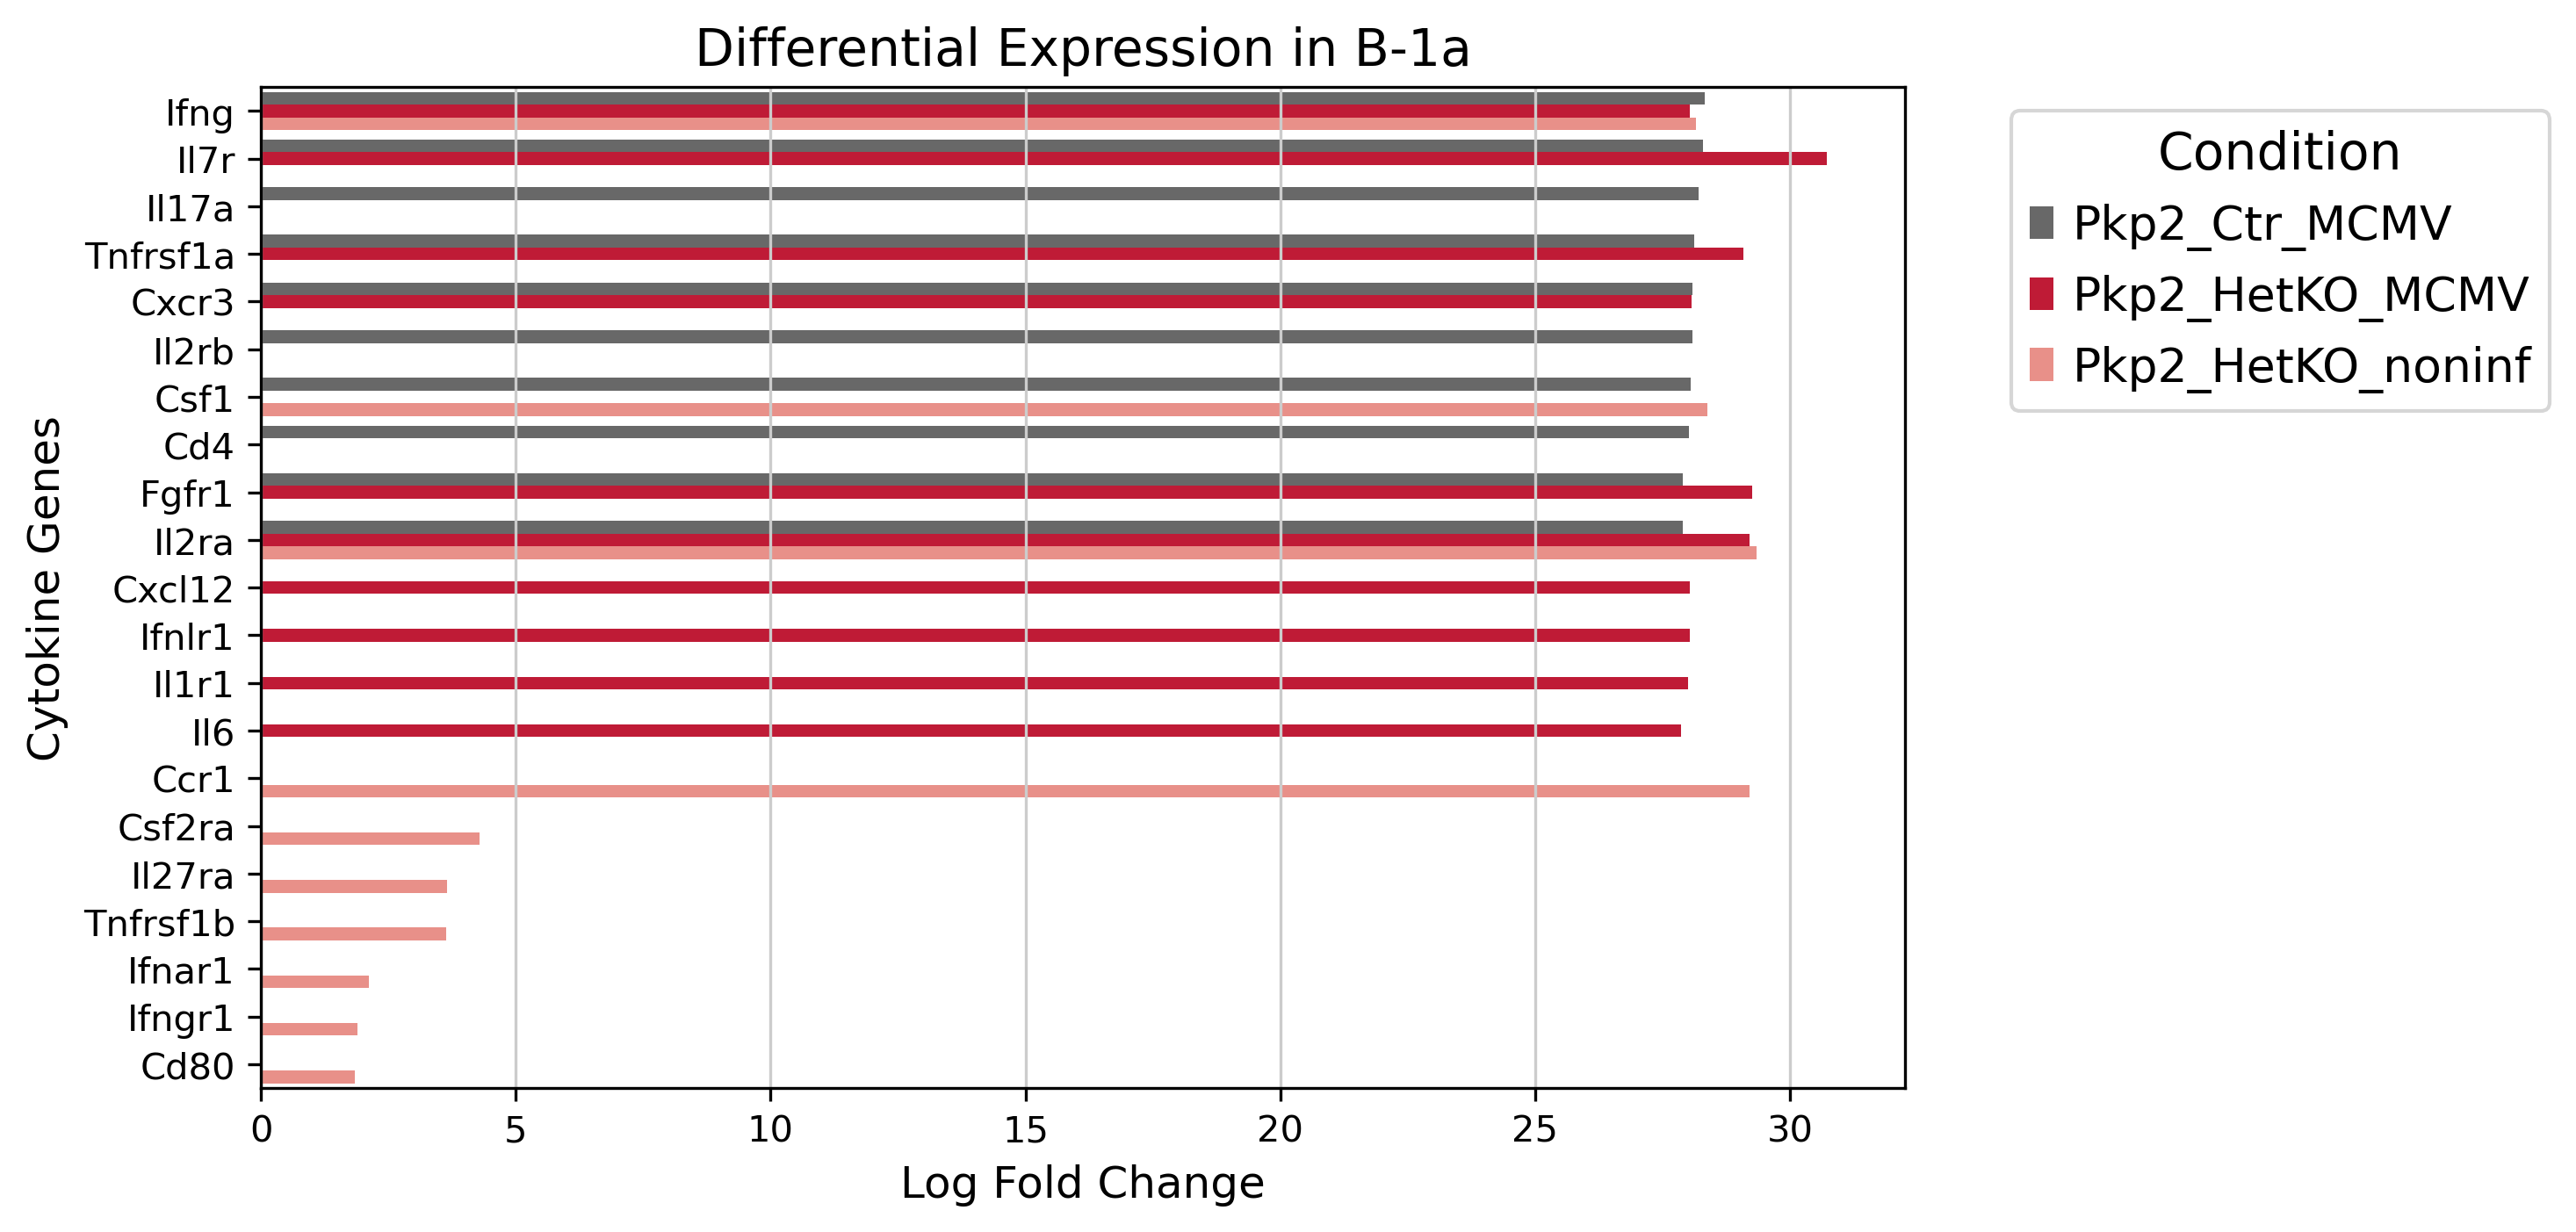 Differential Expression in B-1a
Cytokine Genes
Ifng
Il7r
Il17a
Tnfrsf1a
Cxcr3
Il2rb
Csf1
Cd4
Fgfr1
Il2ra
Cxcl12
Ifnlr1
Il1r1
Il6
Ccr1
Csf2ra
Il27ra
Tnfrsf1b
Ifnar1
Ifngr1
Cd80
0 5 10 15 20 25 30
Log Fold Change
Condition
Pkp2_Ctr_MCMV
Pkp2_HetKO_MCMV
Pkp2_HetKO_noninf